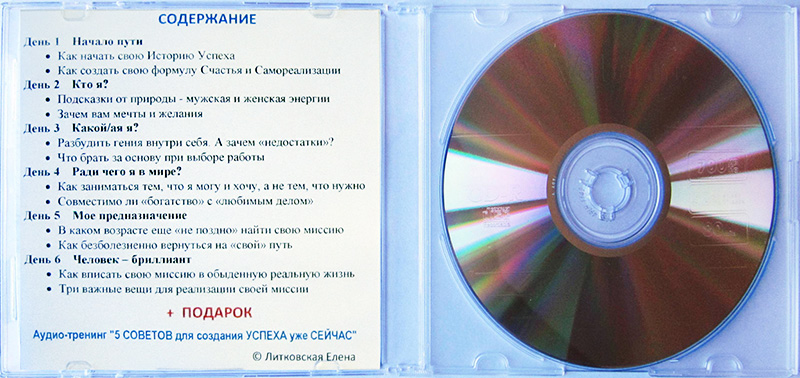 СОДЕРЖАНИЕ
День 1 Начало пути
• Как начать свою Историю Успеха
• Как создать свою формулу Счастья и Самореализации
День 2 Кто я?
• Подсказки от природы - мужская и женская энергии
• Зачем вам мечты и желания
День 3 Какой/ая я?
• Разбудить гения внутри себя. А зачем «недостатки»?
• Что брать за основу при выборе работы
День 4 Ради чего я в мире?
• Как заниматься тем, что я могу и хочу, а не тем, что нужно
• Совместимо ли «богатство» с «любимым делом»
День 5 Мое предназначение
• В каком возрасте еще «не поздно» найти свою миссию
• Как безболезненно вернуться на «свой» путь
День 6 Человек – бриллиант
• Как вписать свою миссию в обыденную реальную жизнь
• Три важные вещи для реализации своей миссии
+ ПОДАРОК
Аудио-тренинг "5 СОВЕТОВ для создания УСПЕХА уже СЕЙЧАС"
© Литковская Елена